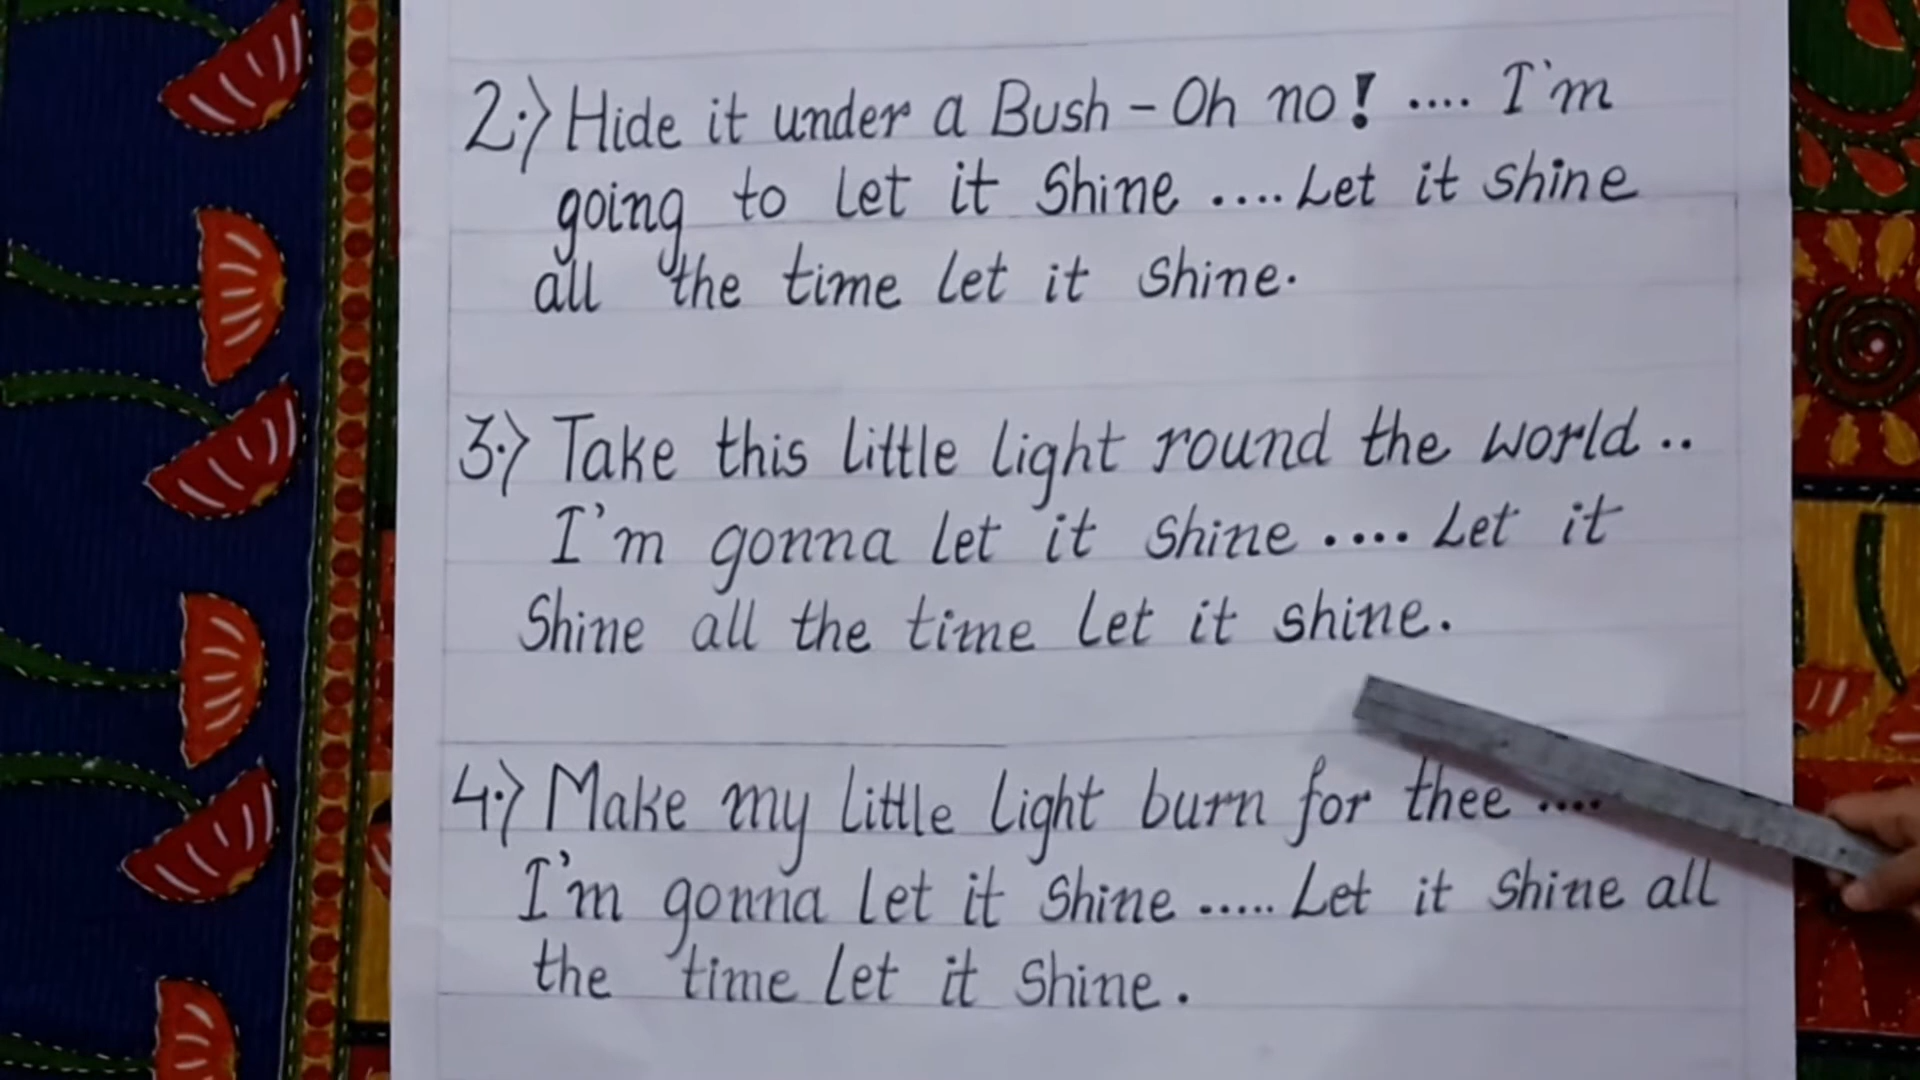 2.) Hide it under a Bush - Oh no! .... I'm
going to let it Shine .... Let it shine
all the time let it shine.
3.) Take this little light round the world ..
I'm gonna let it shine .... Let it
Shine all the time let it shine.
4.) Make my little light burn for thee ....
I'm gonna let it shine ..... Let it shine all
the time let it shine.